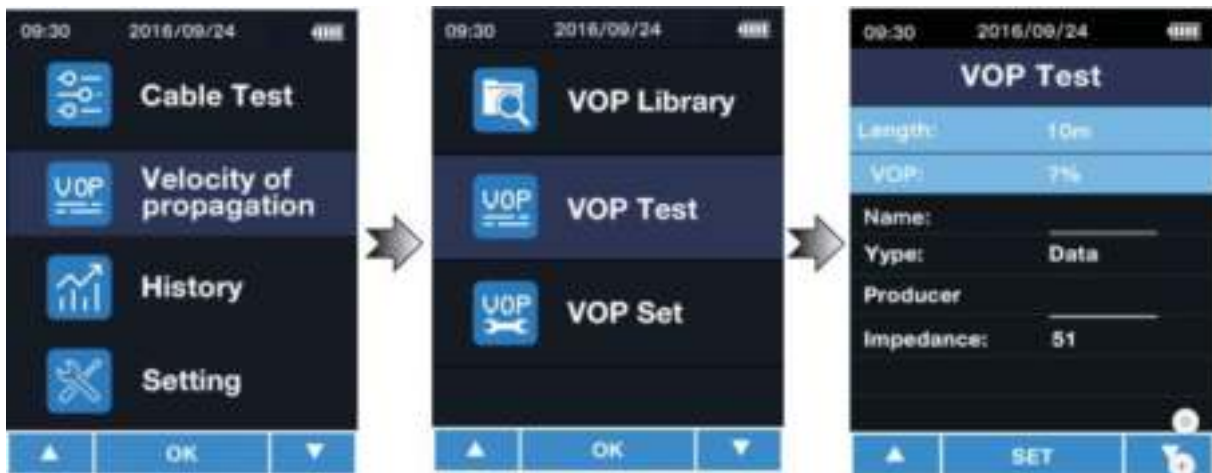 09:30 2016/09/24
Cable Test
VOP Velocity of
propagation
History
Setting
OK
09:30 2016/09/24
VOP Library
VOP VOP Test
VOP VOP Set
OK
09:30 2016/09/24
VOP Test
Length: 10m
VOP: ?%
Name:
Yype: Data
Producer
Impedance: 51
SET